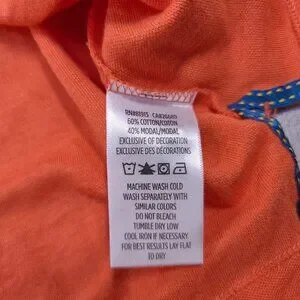 60% COTTON/COTON
40% MODAL/MODAL
EXCLUSIVE OF DECORATION
EXCLUSIVE DES DÉCORATIONS
MACHINE WASH COLD
WASH SEPARATELY WITH
SIMILAR COLORS
DO NOT BLEACH
TUMBLE DRY LOW
COOL IRON IF NECESSARY
FOR BEST RESULTS LAY FLAT
TO DRY